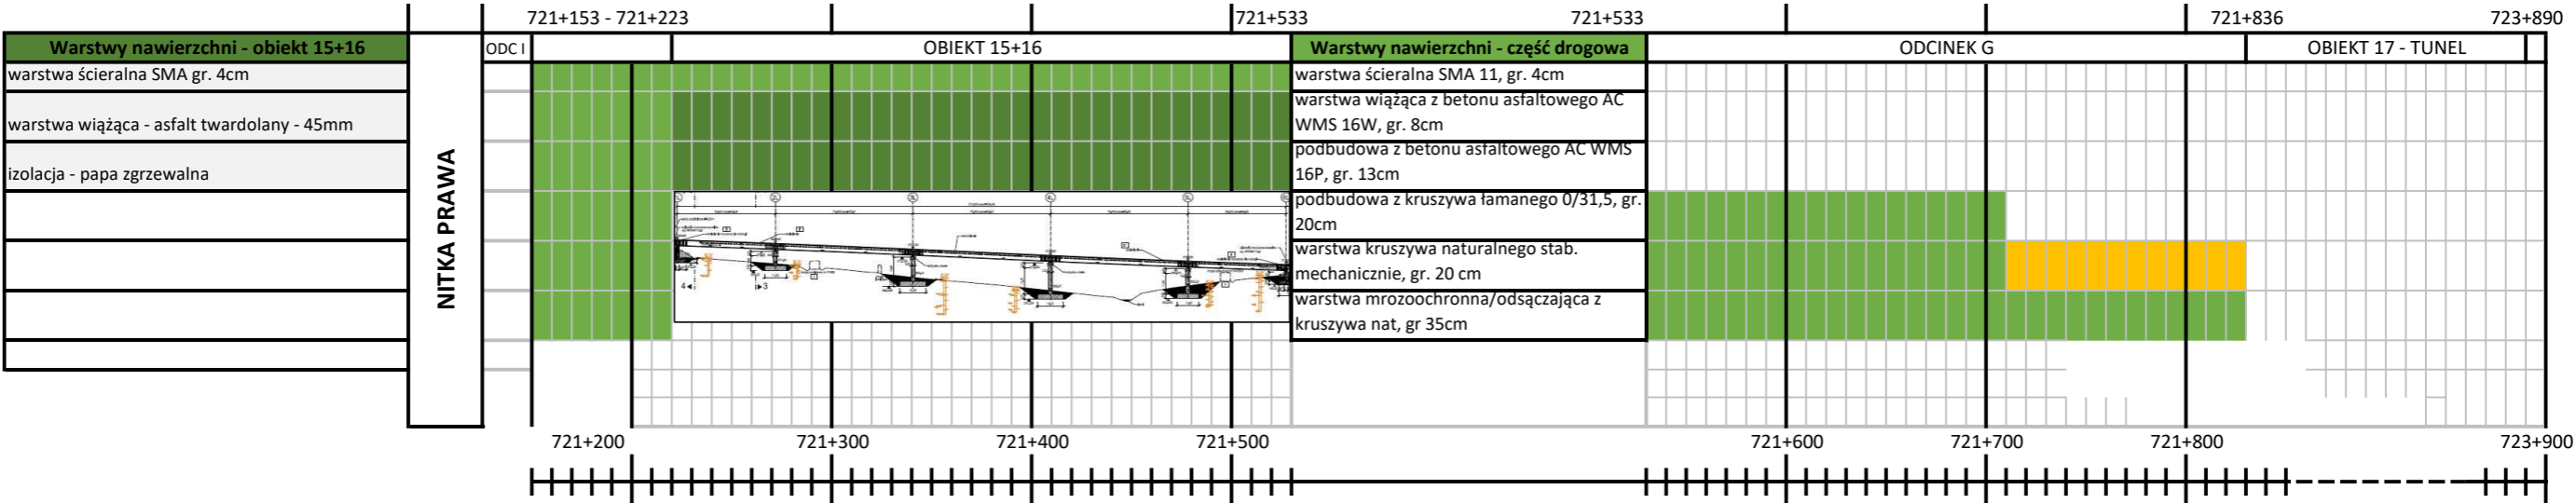 721+153 - 721+223 721+533 721+533 721+836 723+890
Warstwy nawierzchni - obiekt 15+16 ODC I OBIEKT 15+16 Warstwy nawierzchni - część drogowa ODCINEK G OBIEKT 17 - TUNEL
warstwa ścieralna SMA gr. 4cm
warstwa wiążąca - asfalt twardolany - 45mm
izolacja - papa zgrzewalna
NITKA PRAWA
4 3
warstwa ścieralna SMA 11, gr. 4cm
warstwa wiążąca z betonu asfaltowego AC
WMS 16W, gr. 8cm
podbudowa z betonu asfaltowego AC WMS
16P, gr. 13cm
podbudowa z kruszywa łamanego 0/31,5, gr.
20cm
warstwa kruszywa naturalnego stab.
mechanicznie, gr. 20 cm
warstwa mrozoochronna/odsączająca z
kruszywa nat, gr 35cm
721+200 721+300 721+400 721+500 721+600 721+700 721+800 723+900